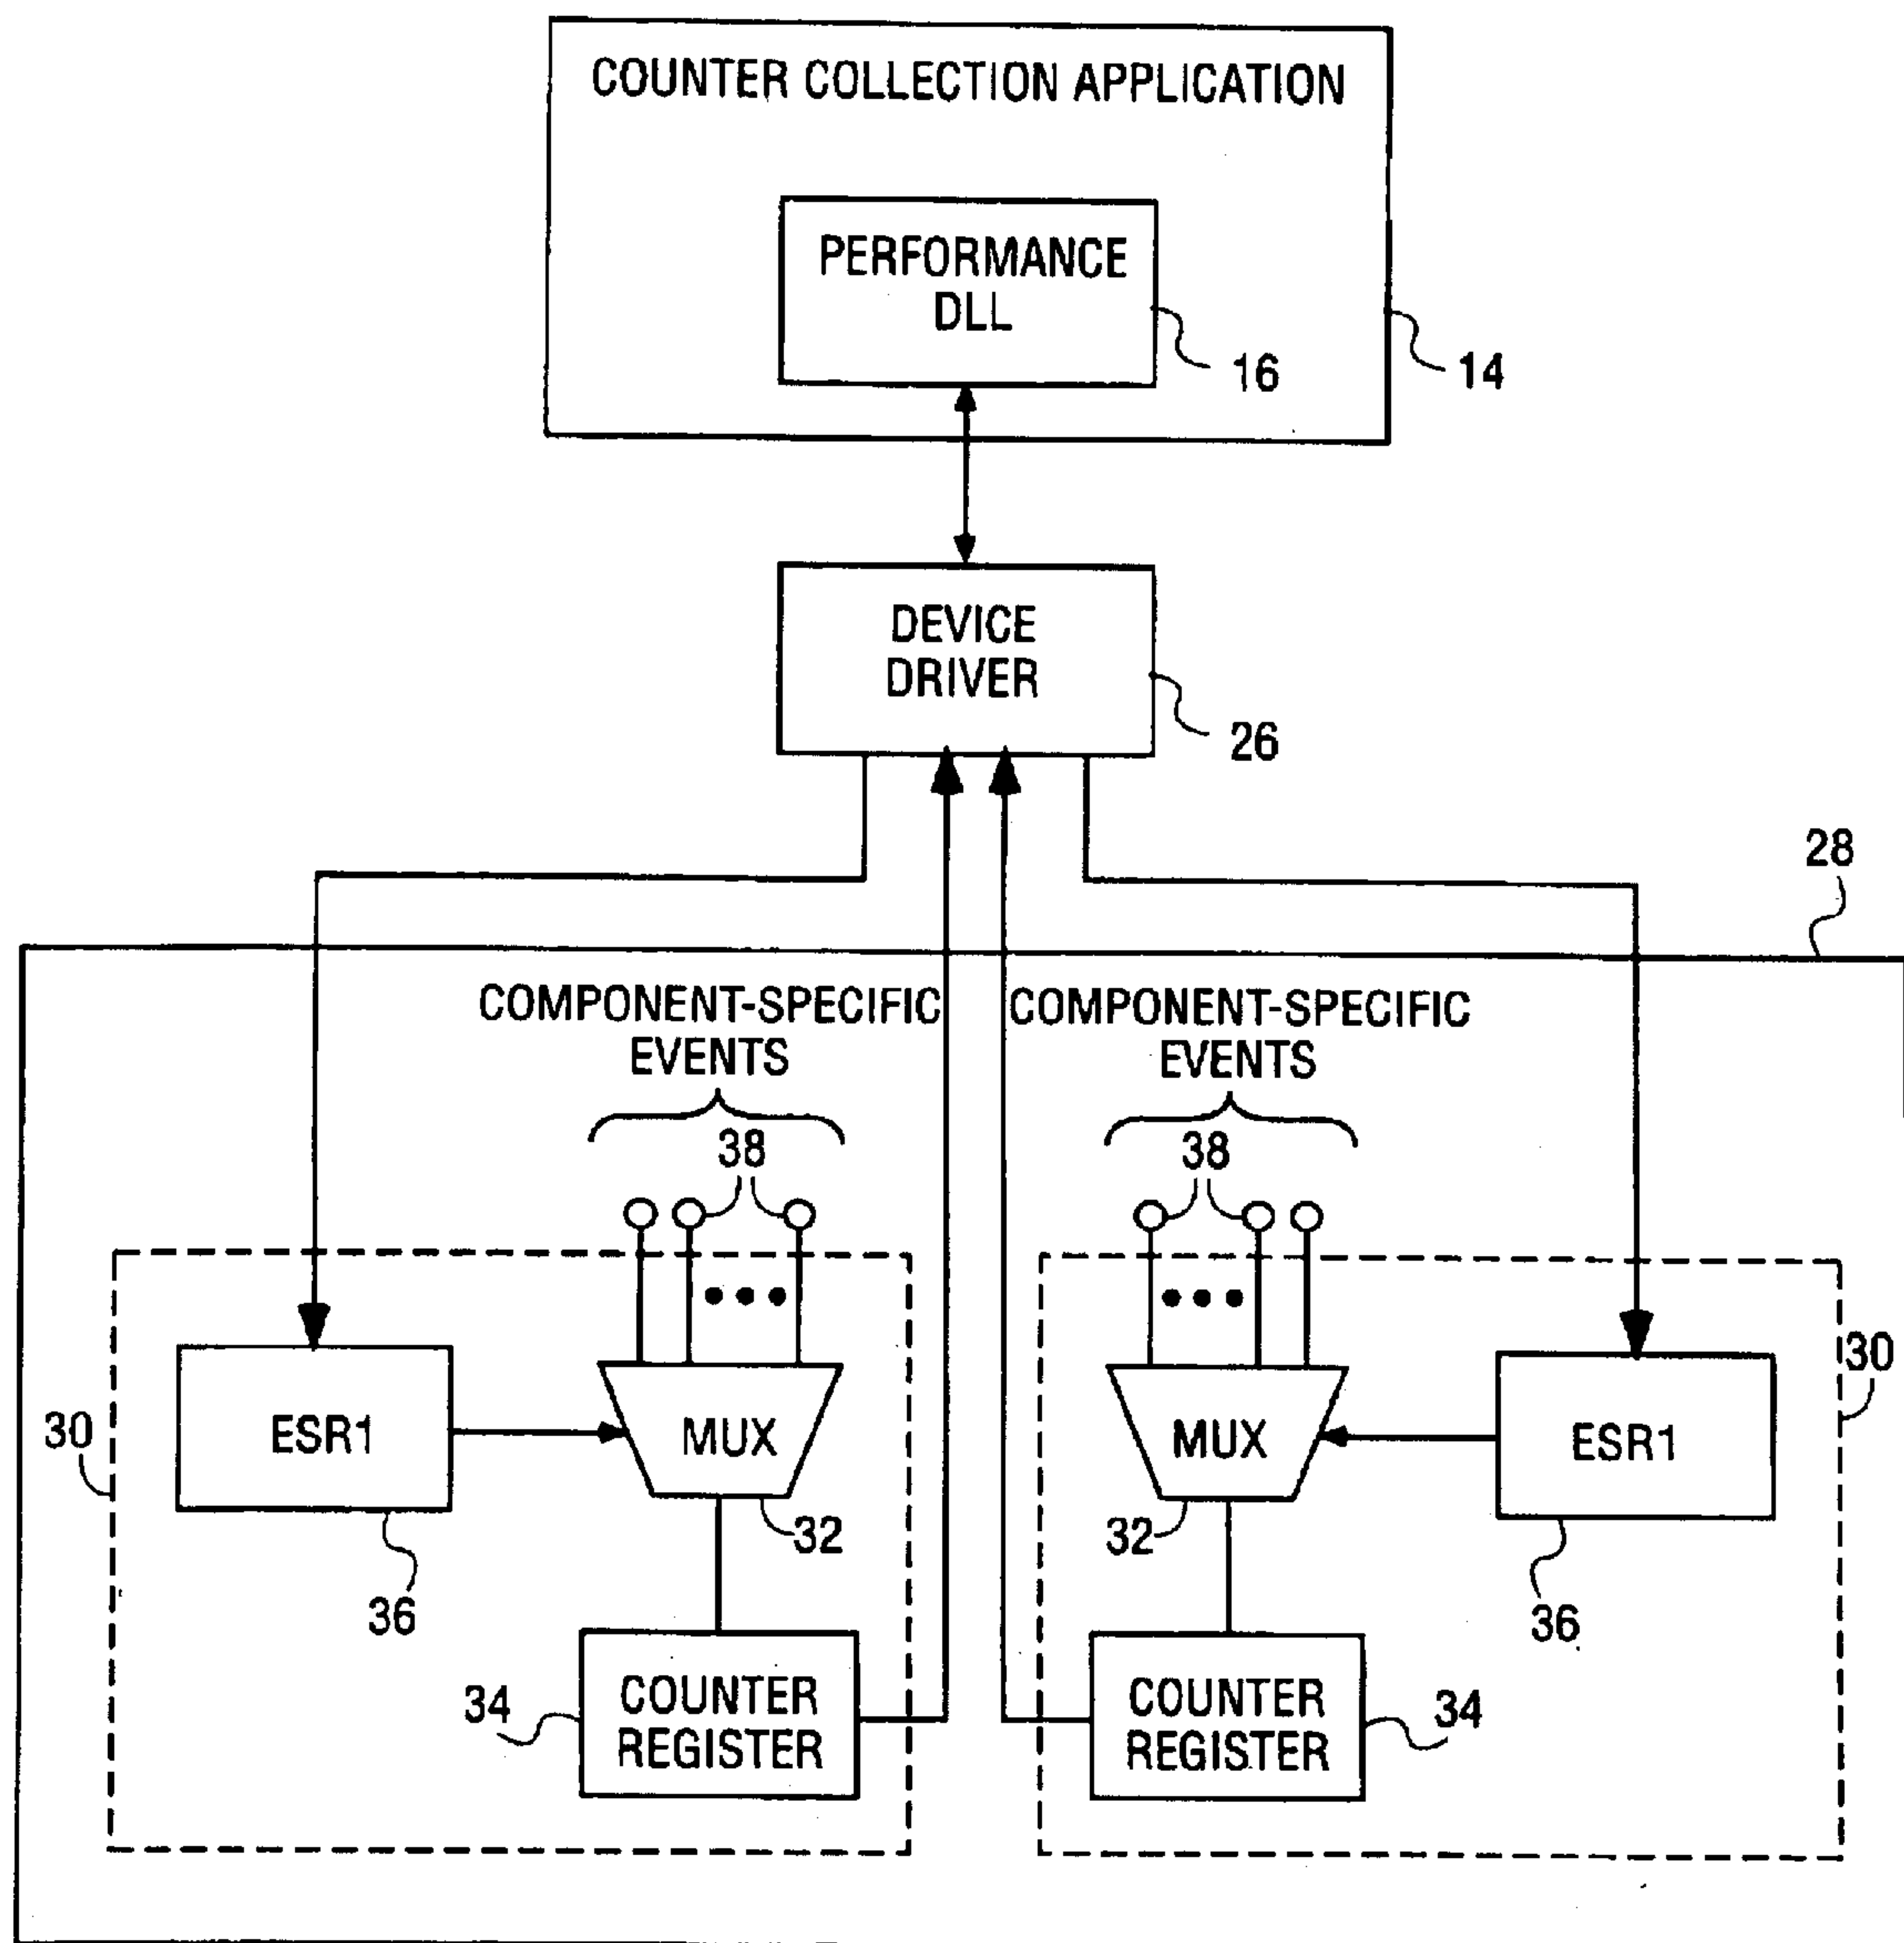 COUNTER COLLECTION APPLICATION
PERFORMANCE
DLL
16
14
DEVICE
DRIVER
26
28
COMPONENT-SPECIFIC
EVENTS
COMPONENT-SPECIFIC
EVENTS
38
38
30
ESR1
MUX
MUX
ESR1
30
32
32
36
36
34
COUNTER
REGISTER
COUNTER
REGISTER
34